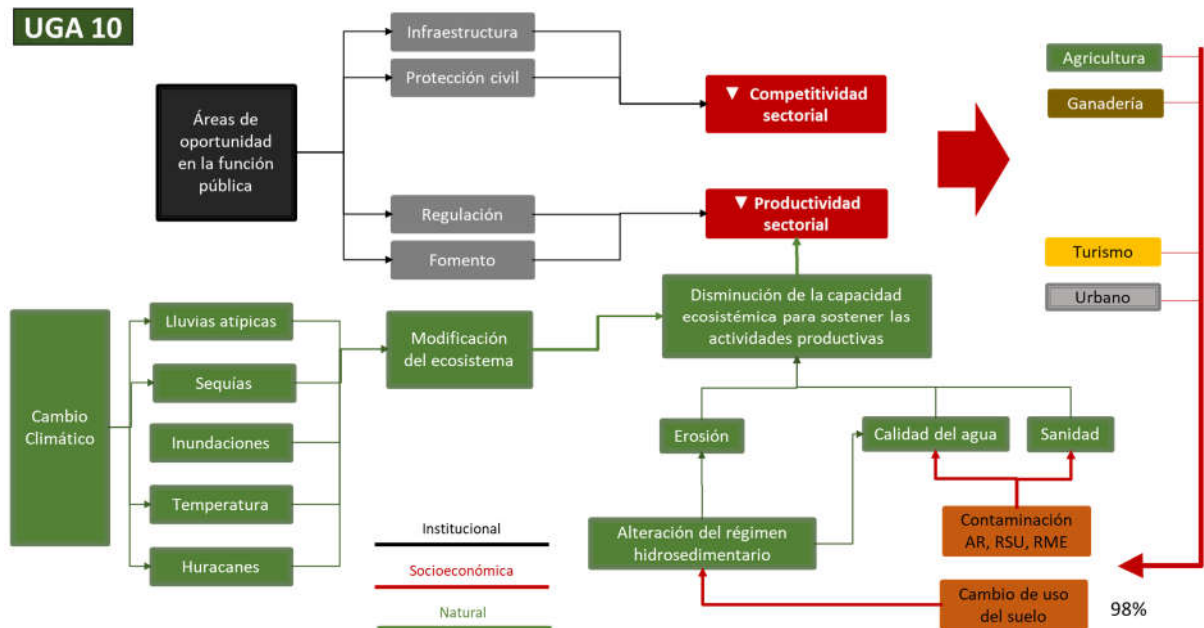 UGA 10
Áreas de
oportunidad
en la función
pública
Infraestructura
Protección civil
Regulación
Fomento
▼ Competitividad
sectorial
▼ Productividad
sectorial
Agricultura
Ganadería
Turismo
Urbano
Cambio
Climático
Lluvias atípicas
Sequías
Inundaciones
Temperatura
Huracanes
Modificación
del ecosistema
Disminución de la capacidad
ecosistémica para sostener las
actividades productivas
Erosión
Calidad del agua
Sanidad
Alteración del régimen
hidrosedimentario
Contaminación
AR, RSU, RME
Cambio de uso
del suelo
98%
Institucional
Socioeconómica
Natural